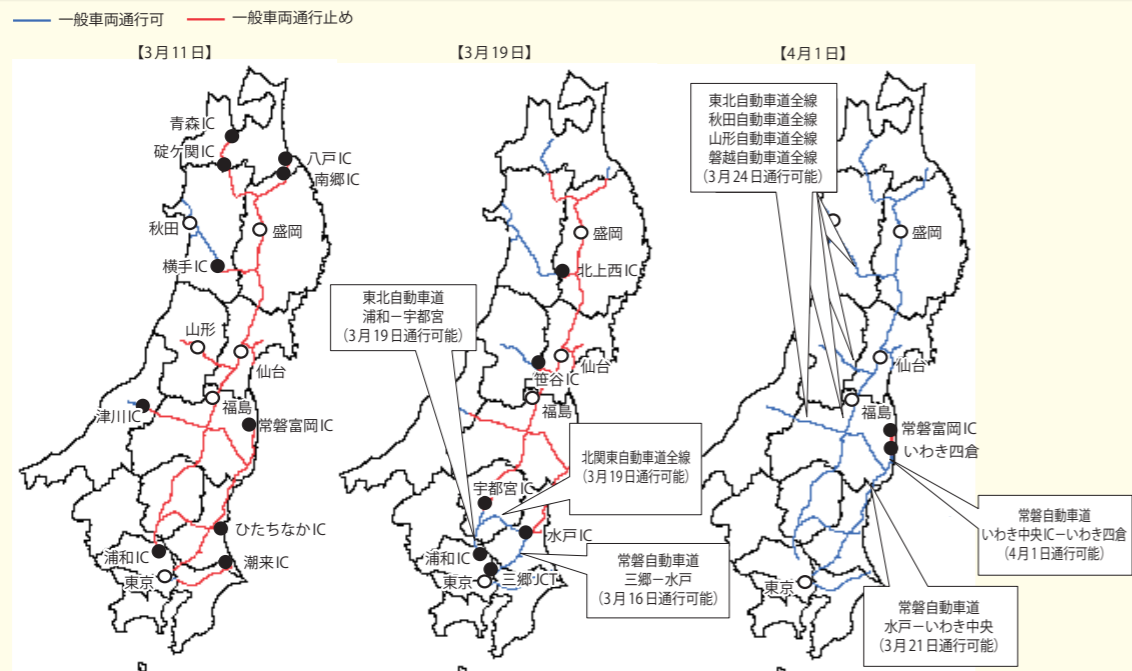 一般車両通行可
一般車両通行止め
【3月11日】
青森IC
碇ケ関IC
八戸IC
南郷IC
秋田
盛岡
横手IC
山形
仙台
福島
津川IC
常磐富岡IC
ひたちなかIC
浦和IC
潮来IC
東京
【3月19日】
盛岡
北上西IC
東北自動車道
浦和－宇都宮
（3月19日通行可能）
仙台
笹谷IC
福島
北関東自動車道全線
（3月19日通行可能）
宇都宮IC
水戸IC
浦和IC
東京
三郷JCT
常磐自動車道
三郷－水戸
（3月16日通行可能）
【4月1日】
東北自動車道全線
秋田自動車道全線
山形自動車道全線
磐越自動車道全線
（3月24日通行可能）
盛岡
仙台
福島
常磐富岡IC
いわき四倉
常磐自動車道
いわき中央IC－いわき四倉
（4月1日通行可能）
東京
常磐自動車道
水戸－いわき中央
（3月21日通行可能）